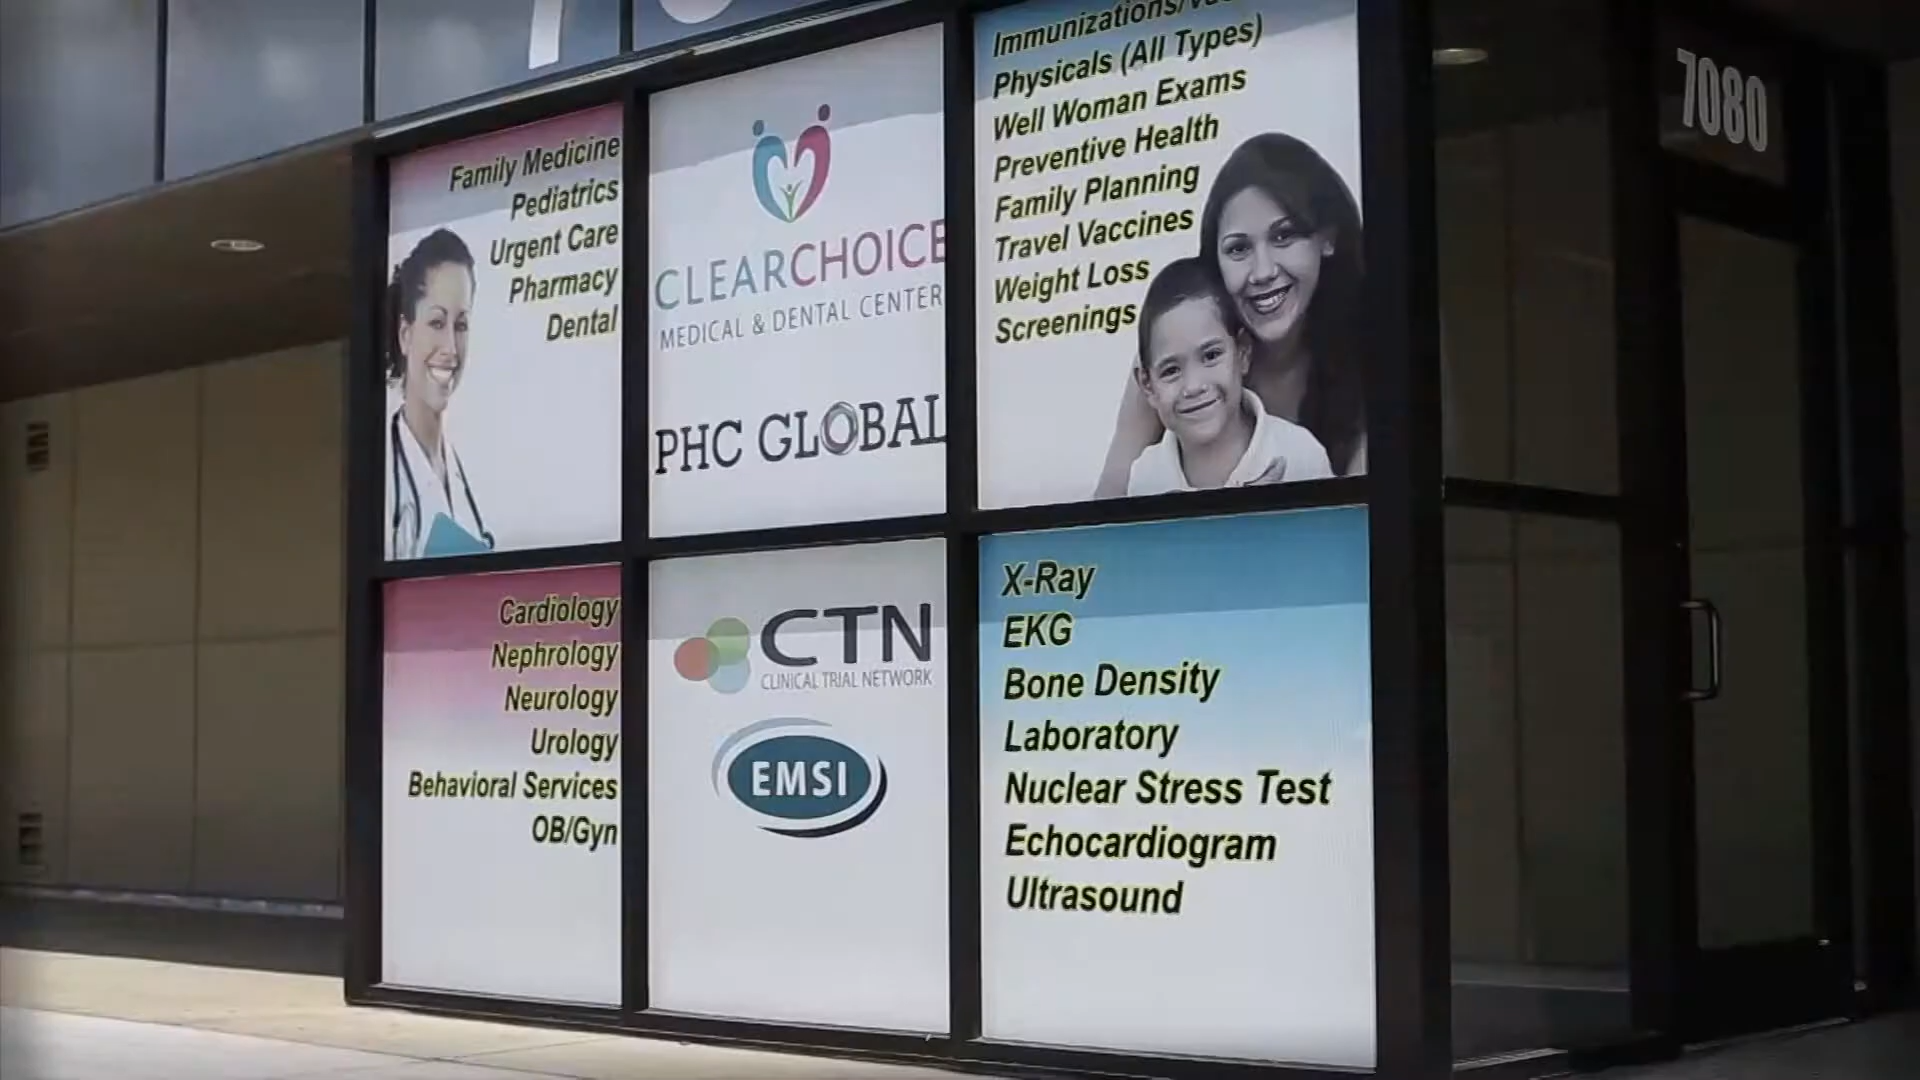 Family Medicine
Pediatrics
Urgent Care
Pharmacy
Dental
CLEARCHOICE
MEDICAL & DENTAL CENTER
PHC GLOBAL
Physicals (All Types)
Well Woman Exams
Preventive Health
Family Planning
Travel Vaccines
Weight Loss
Screenings
7080
Cardiology
Nephrology
Neurology
Urology
Behavioral Services
OB/Gyn
CTN
CLINICAL TRIAL NETWORK
EMSI
X-Ray
EKG
Bone Density
Laboratory
Nuclear Stress Test
Echocardiogram
Ultrasound